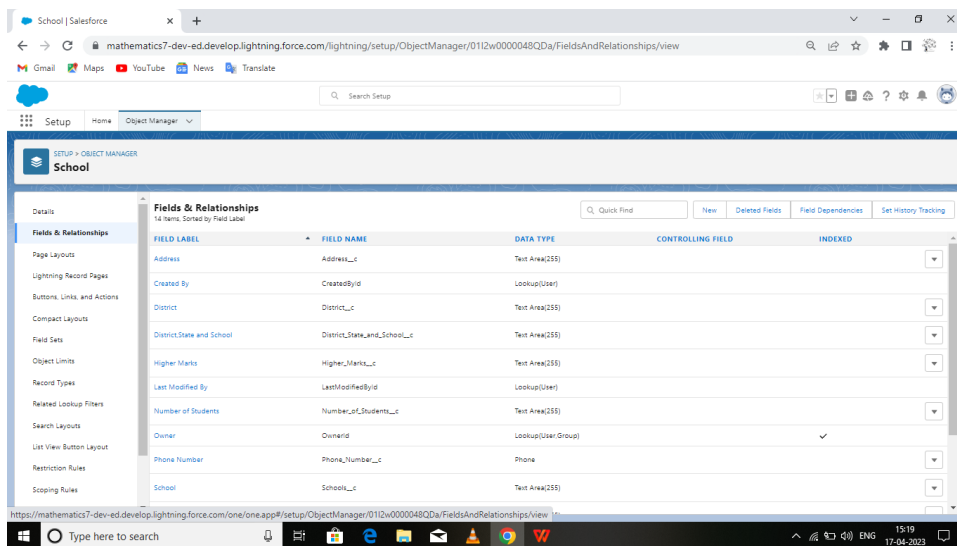 School | Salesforce
mathematics7-dev-ed.develop.lightning.force.com/lightning/setup/ObjectManager/01I2w0000048QDa/FieldsAndRelationships/view
Gmail Maps YouTube News Translate
Search Setup
Setup Home Object Manager
SETUP > OBJECT MANAGER
School
Details
Fields & Relationships
Page Layouts
Lightning Record Pages
Buttons, Links, and Actions
Compact Layouts
Field Sets
Object Limits
Record Types
Related Lookup Filters
Search Layouts
List View Button Layout
Restriction Rules
Scoping Rules
Fields & Relationships
14 Items, Sorted by Field Label
Quick Find New Deleted Fields Field Dependencies Set History Tracking
FIELD LABEL FIELD NAME DATA TYPE CONTROLLING FIELD INDEXED
Address Address__c Text Area(255)
Created By CreatedById Lookup(User)
District District__c Text Area(255)
District,State and School District_State_and_School__c Text Area(255)
Higher Marks Higher_Marks__c Text Area(255)
Last Modified By LastModifiedById Lookup(User)
Number of Students Number_of_Students__c Text Area(255)
Owner OwnerId Lookup(User,Group)
Phone Number Phone_Number__c Phone
School Schools__c Text Area(255)
https://mathematics7-dev-ed.develop.lightning.force.com/one/one.app#/setup/ObjectManager/01I2w0000048QDa/FieldsAndRelationships/view
Type here to search
ENG
15:19
17-04-2023